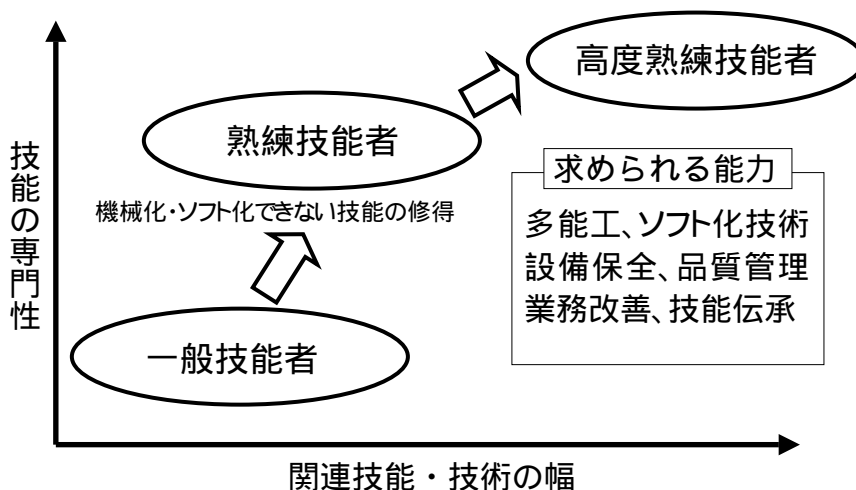 高度熟練技能者
熟練技能者
機械化・ソフト化できない技能の修得
一般技能者
求められる能力
多能工、ソフト化技術
設備保全、品質管理
業務改善、技能伝承
技能の専門性
関連技能・技術の幅